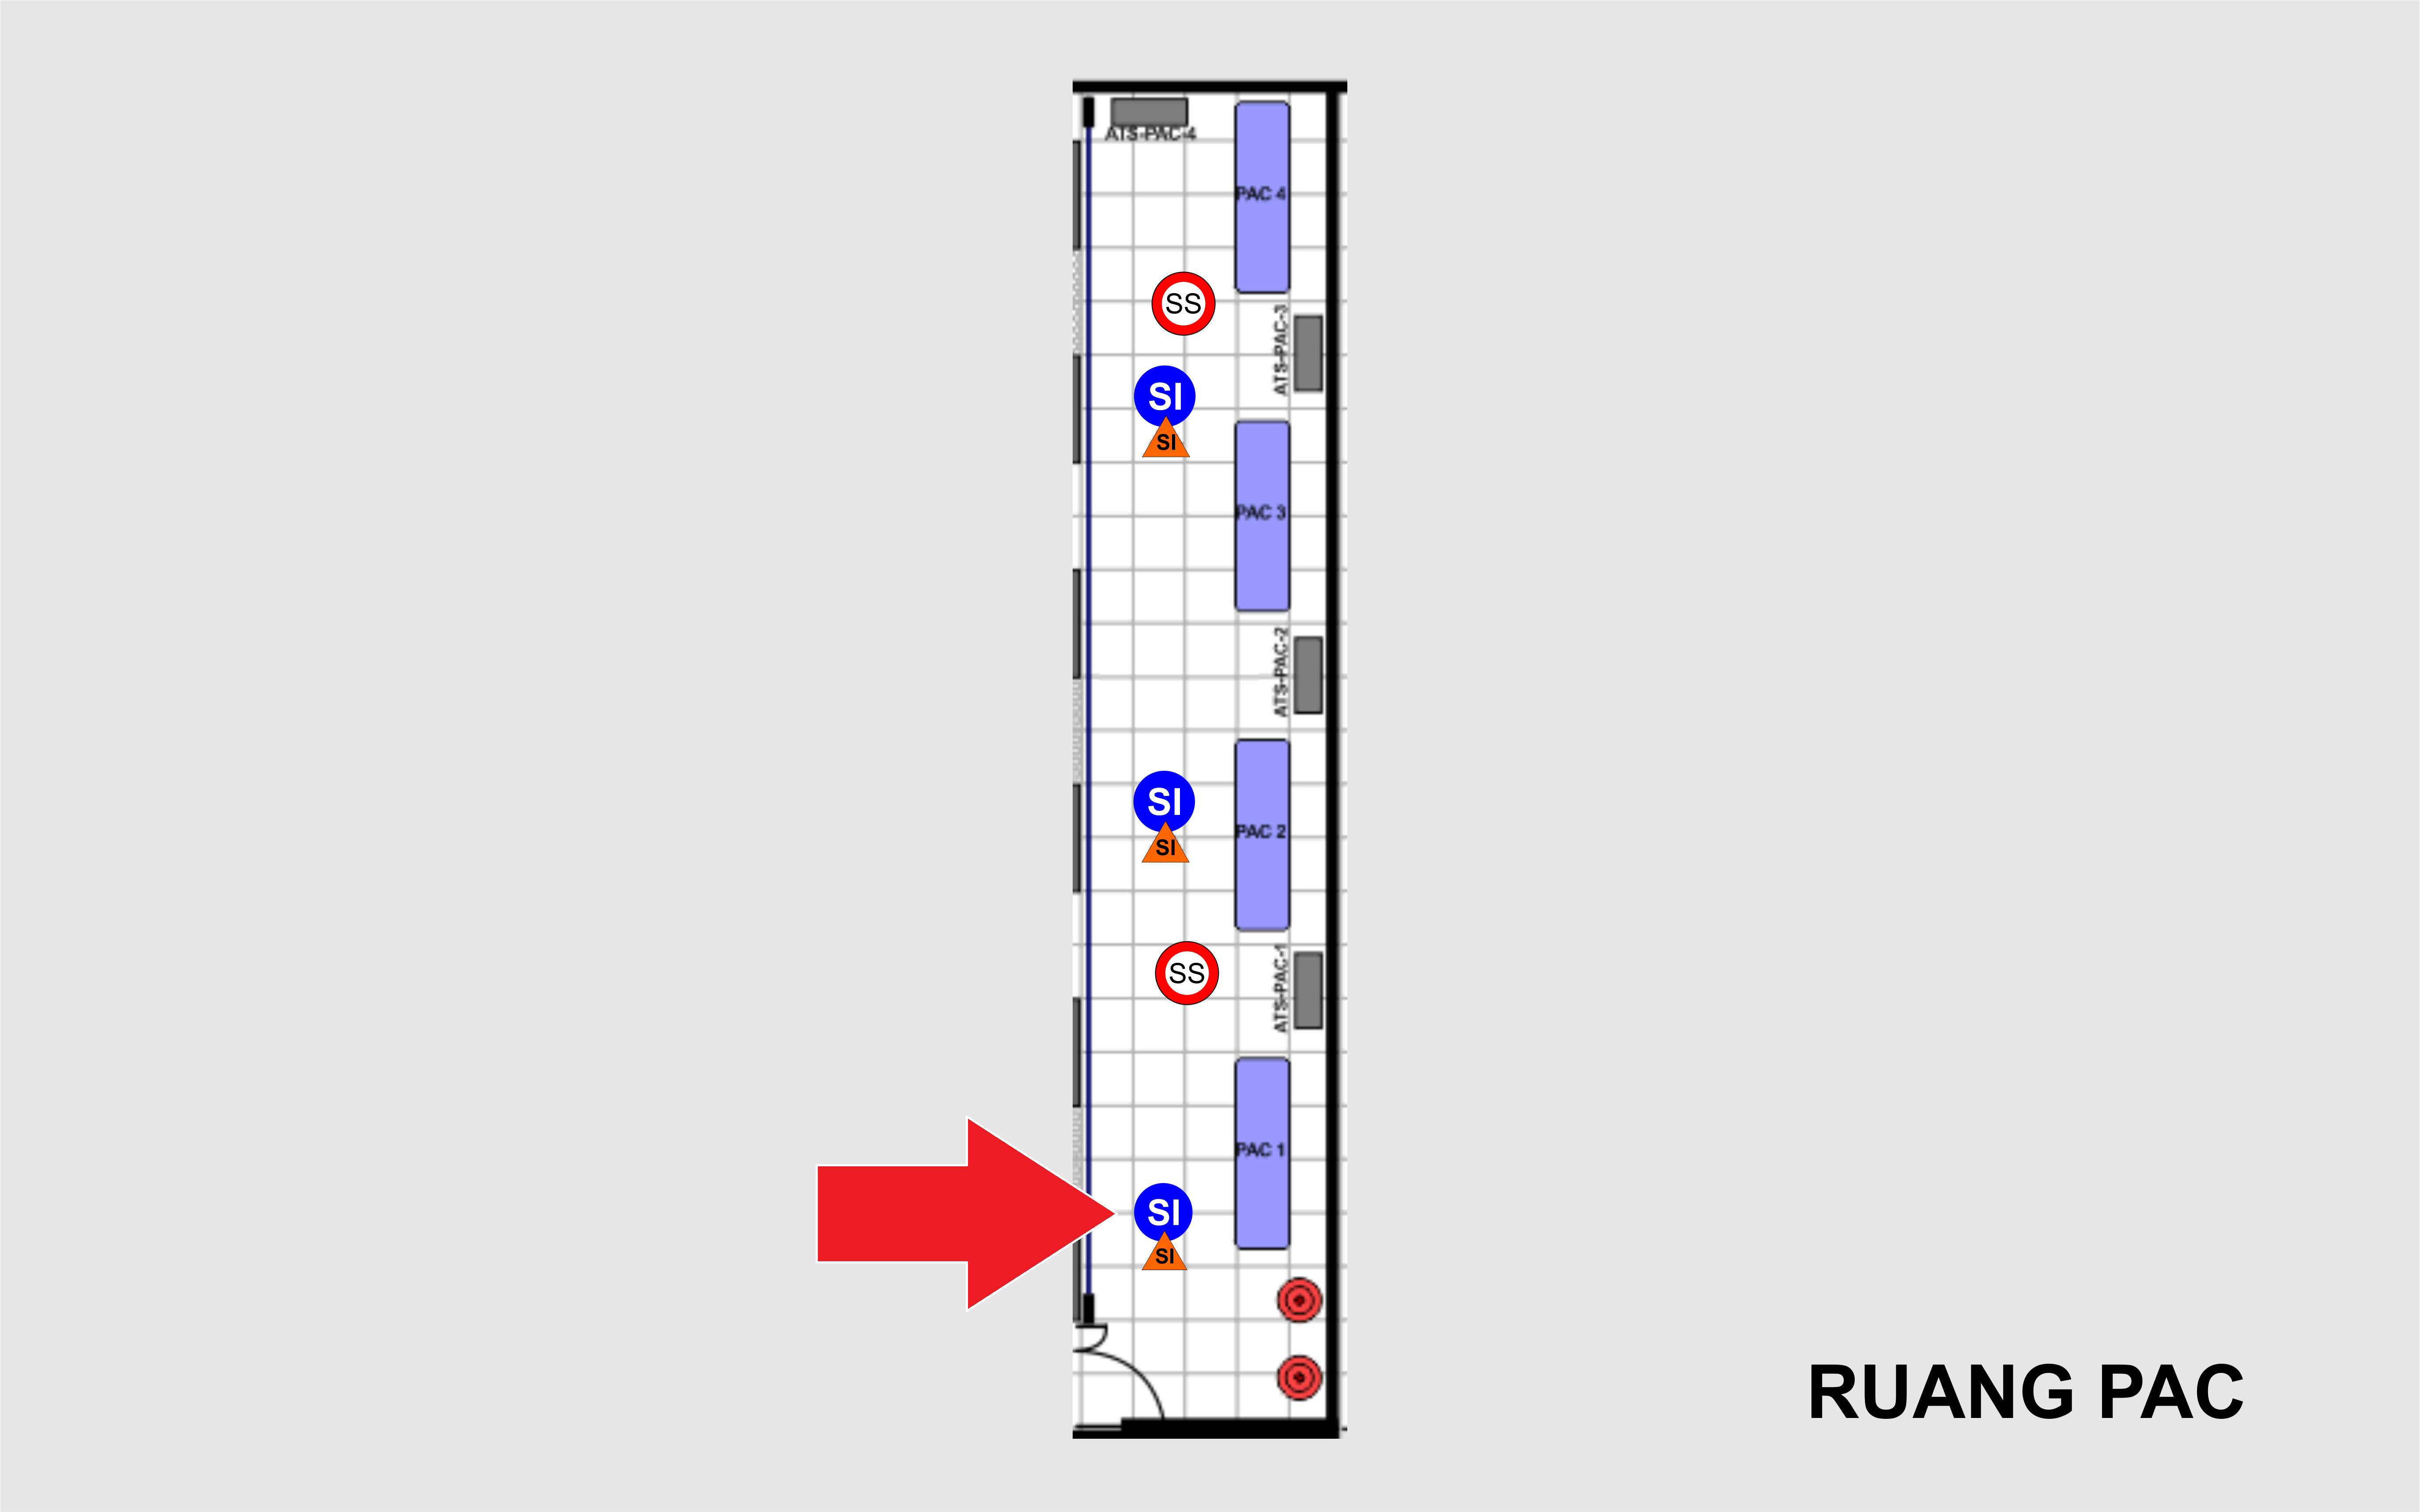 ATS-PAC-4
PAC 4
SS
ATS-PAC-3
SI
SI
PAC 3
ATS-PAC-2
SI
PAC 2
SI
SS
ATS-PAC-1
PAC 1
SI
SI
RUANG PAC